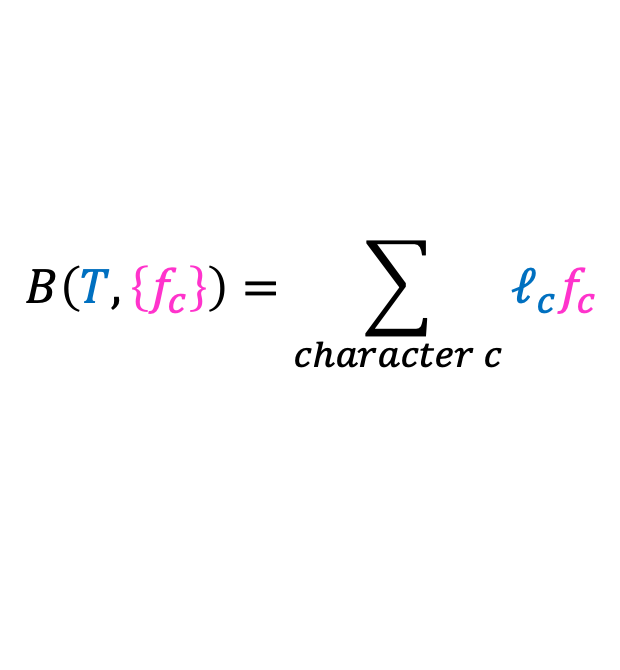 B(T, {f_c}) = ∑ ℓ_c f_c
character c